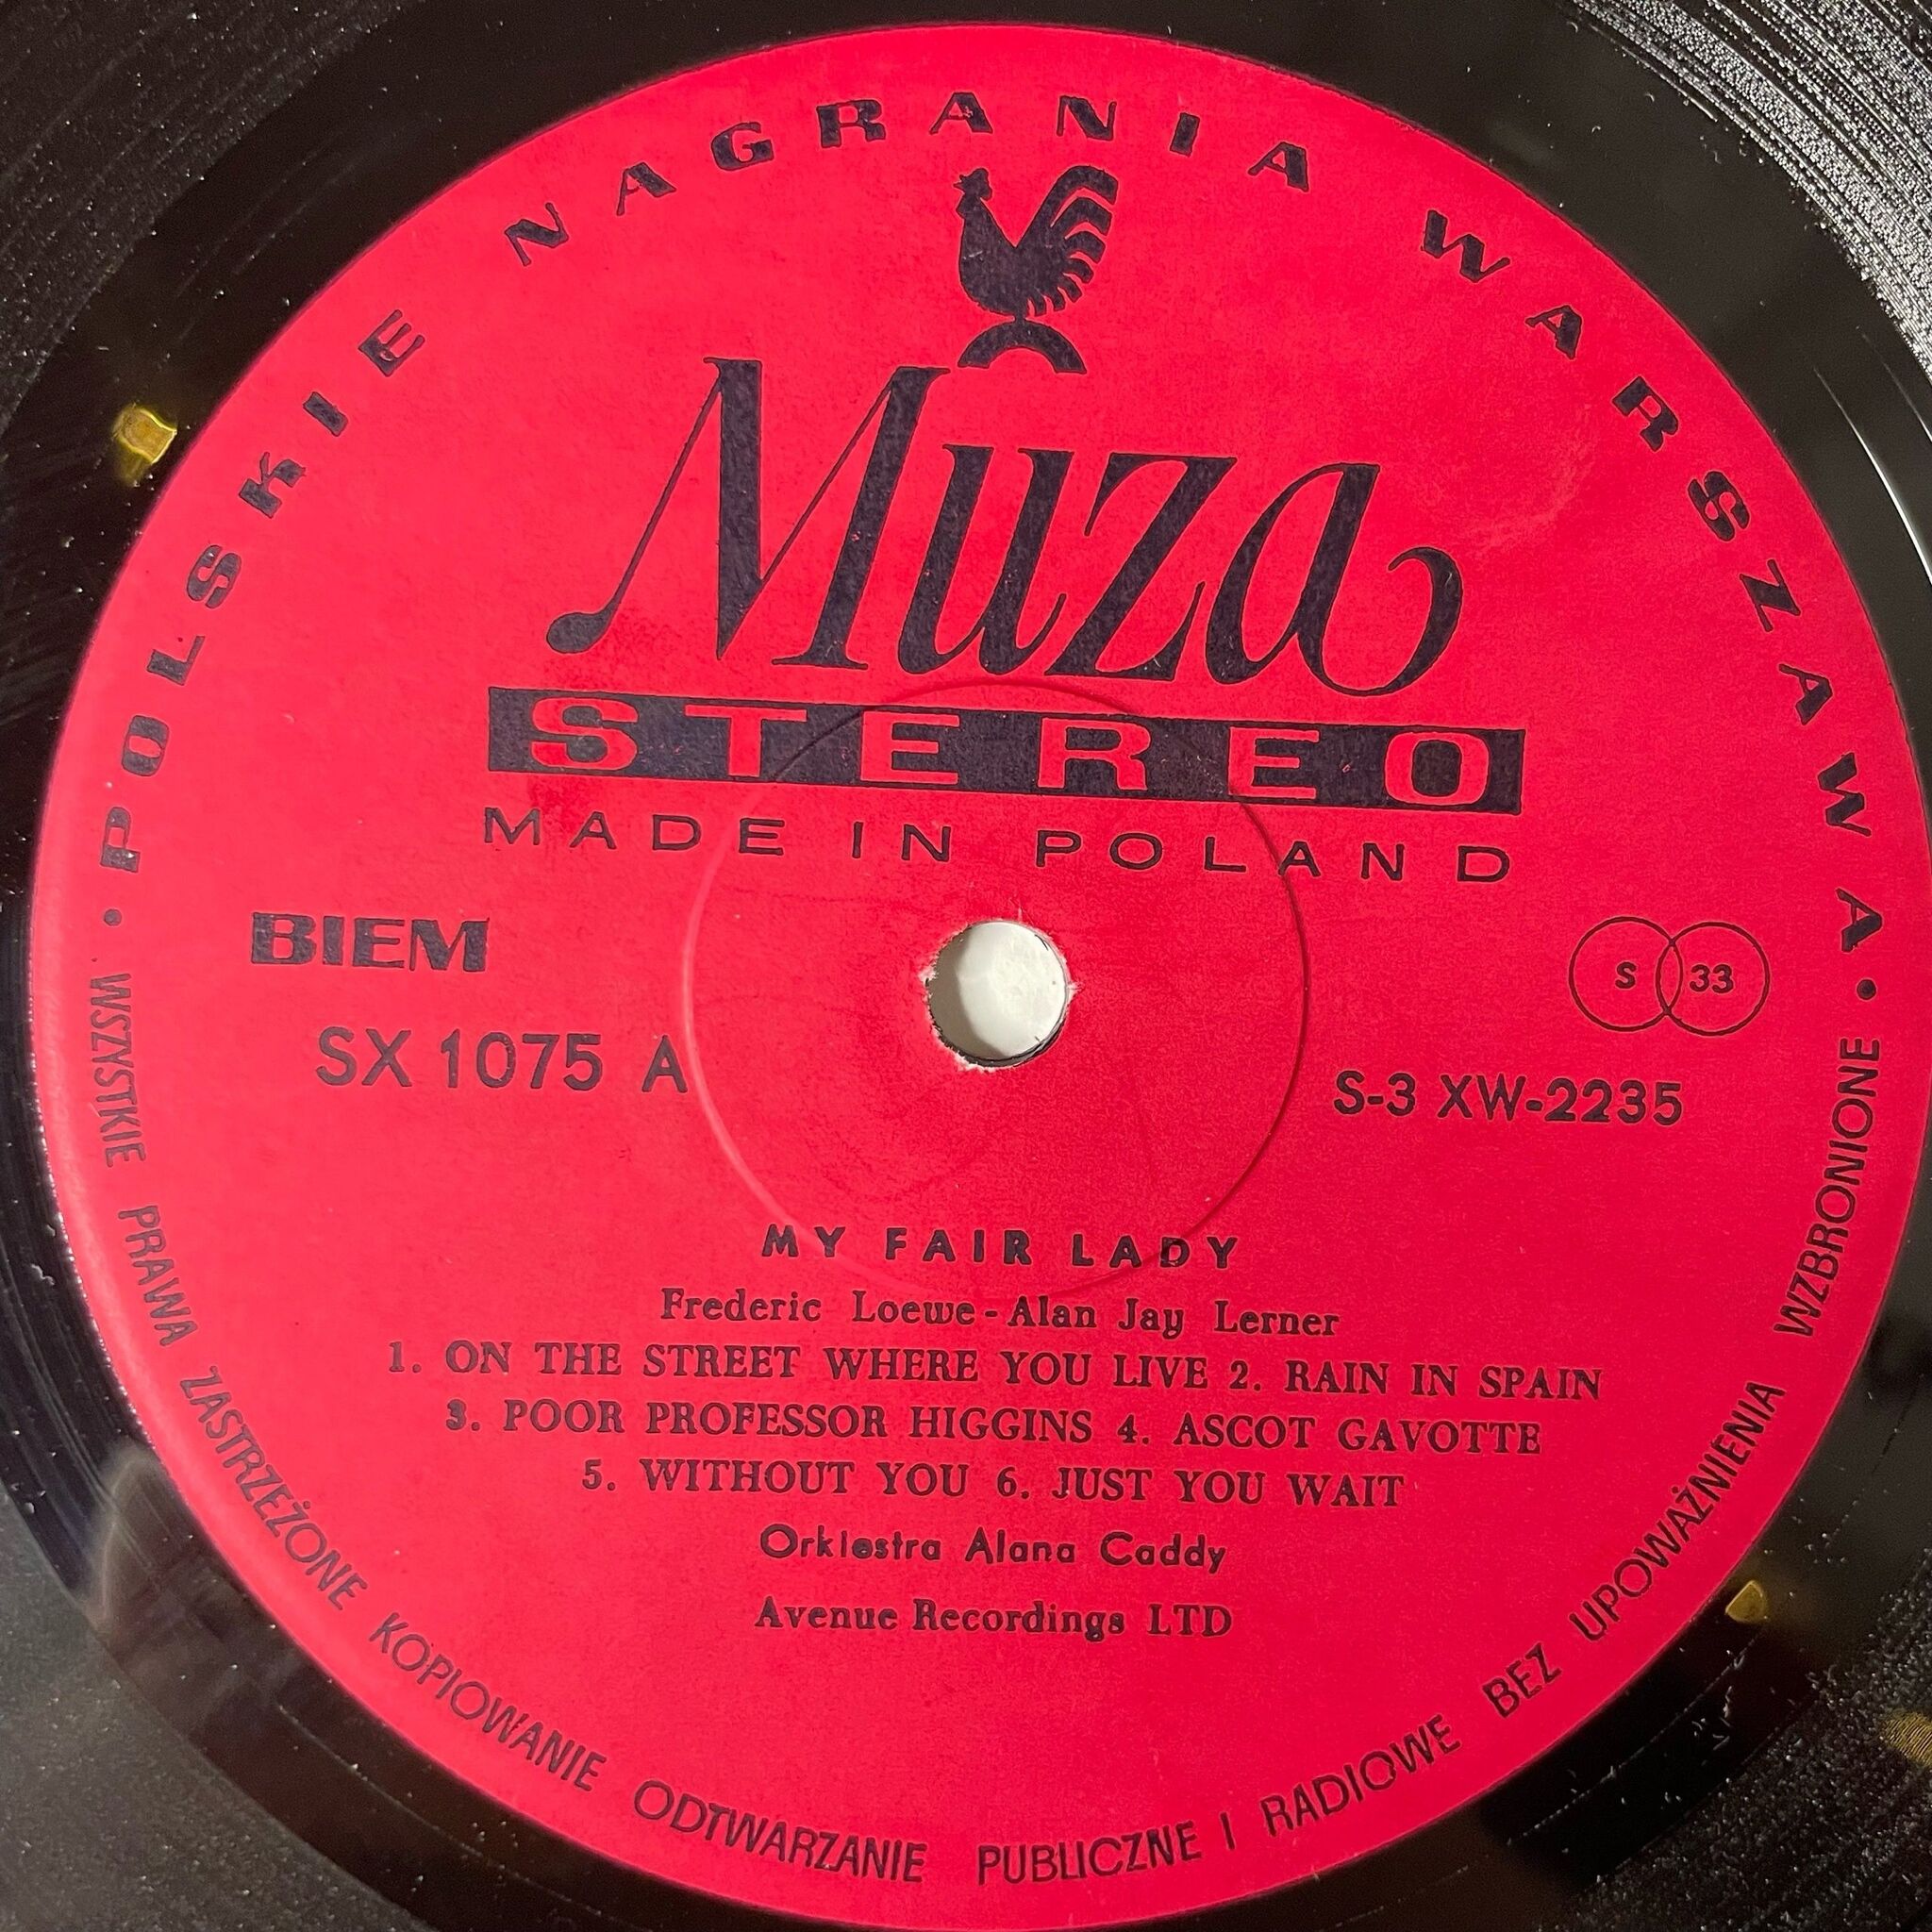 POLSKIE NAGRANIA WARSZAWA
Muza
STEREO
MADE IN POLAND
BIEM
S 33
SX 1075 A
S-3 XW-2235
MY FAIR LADY
Frederic Loewe-Alan Jay Lerner
1. ON THE STREET WHERE YOU LIVE 2. RAIN IN SPAIN
3. POOR PROFESSOR HIGGINS 4. ASCOT GAVOTTE
5. WITHOUT YOU 6. JUST YOU WAIT
Orkiestra Alana Caddy
Avenue Recordings LTD
• WSZYSTKIE PRAWA ZASTRZEŻONE KOPIOWANIE ODTWARZANIE PUBLICZNE I RADIOWE BEZ UPOWAŻNIENIA WZBRONIONE •